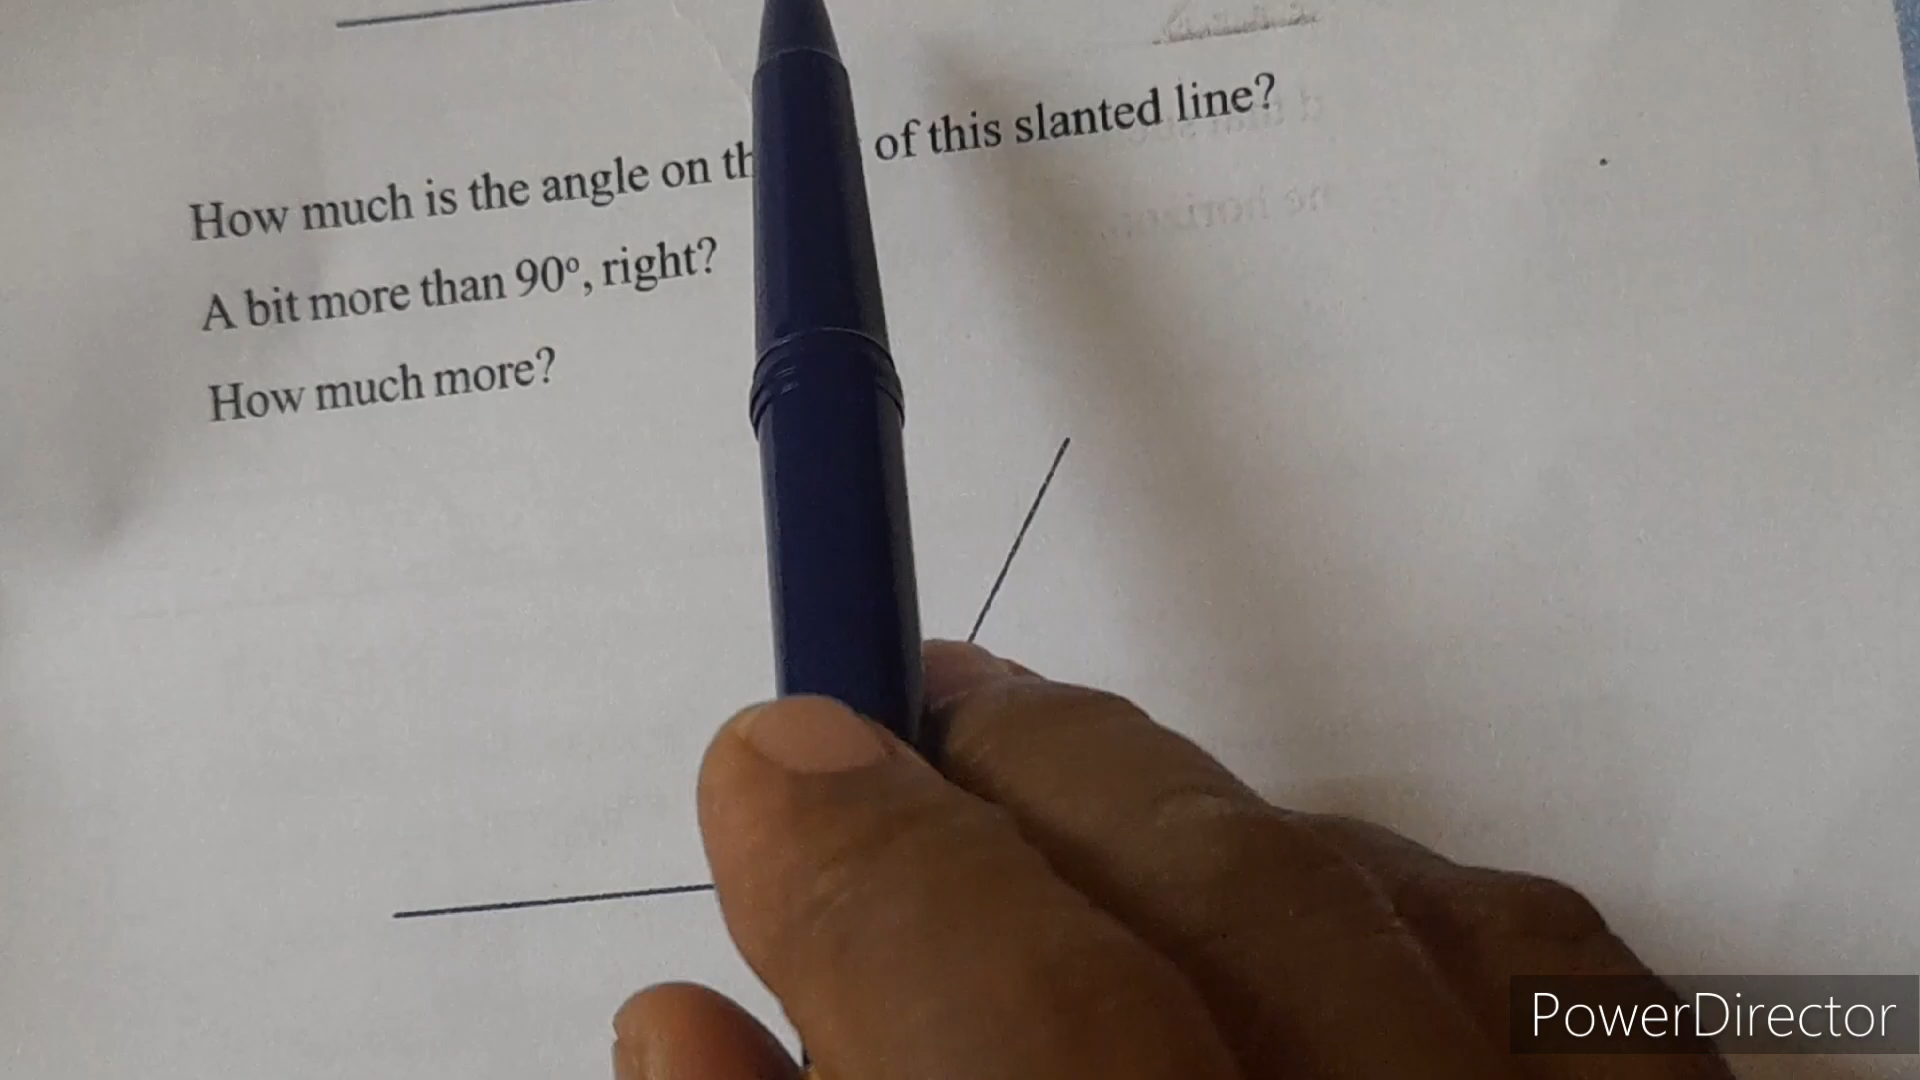 How much is the angle on th of this slanted line?
A bit more than 90º, right?
How much more?
PowerDirector